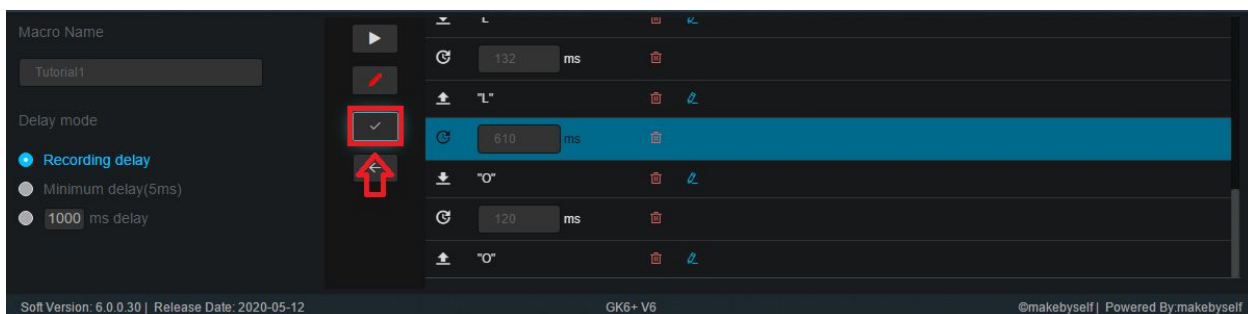 Macro Name
Tutorial1
Delay mode
Recording delay
Minimum delay(5ms)
1000 ms delay
"L"
132 ms
"L"
610 ms
"O"
120 ms
"O"
Soft Version: 6.0.0.30 | Release Date: 2020-05-12
GK6+ V6
©makebyself | Powered By:makebyself